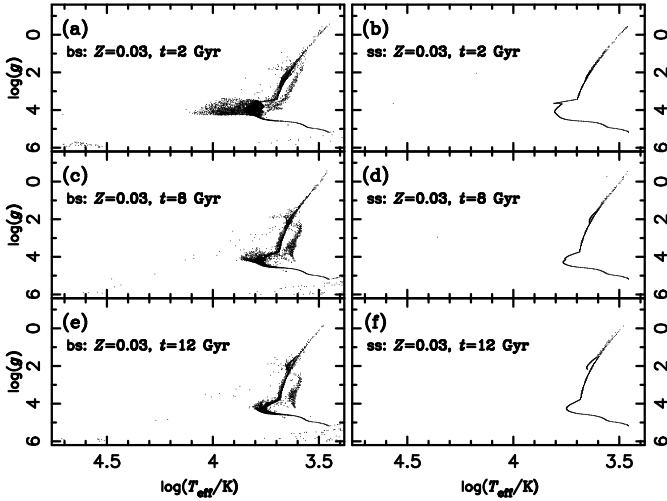 (a)
bs: Z=0.03, t=2 Gyr
(b)
ss: Z=0.03, t=2 Gyr
0
2
4
6
log(g)
0
2
4
6
(c)
bs: Z=0.03, t=8 Gyr
(d)
ss: Z=0.03, t=8 Gyr
0
2
4
6
log(g)
0
2
4
6
(e)
bs: Z=0.03, t=12 Gyr
(f)
ss: Z=0.03, t=12 Gyr
0
2
4
6
log(g)
0
2
4
6
4.5 4 3.5
4.5 4 3.5
log(T_eff/K)
log(T_eff/K)